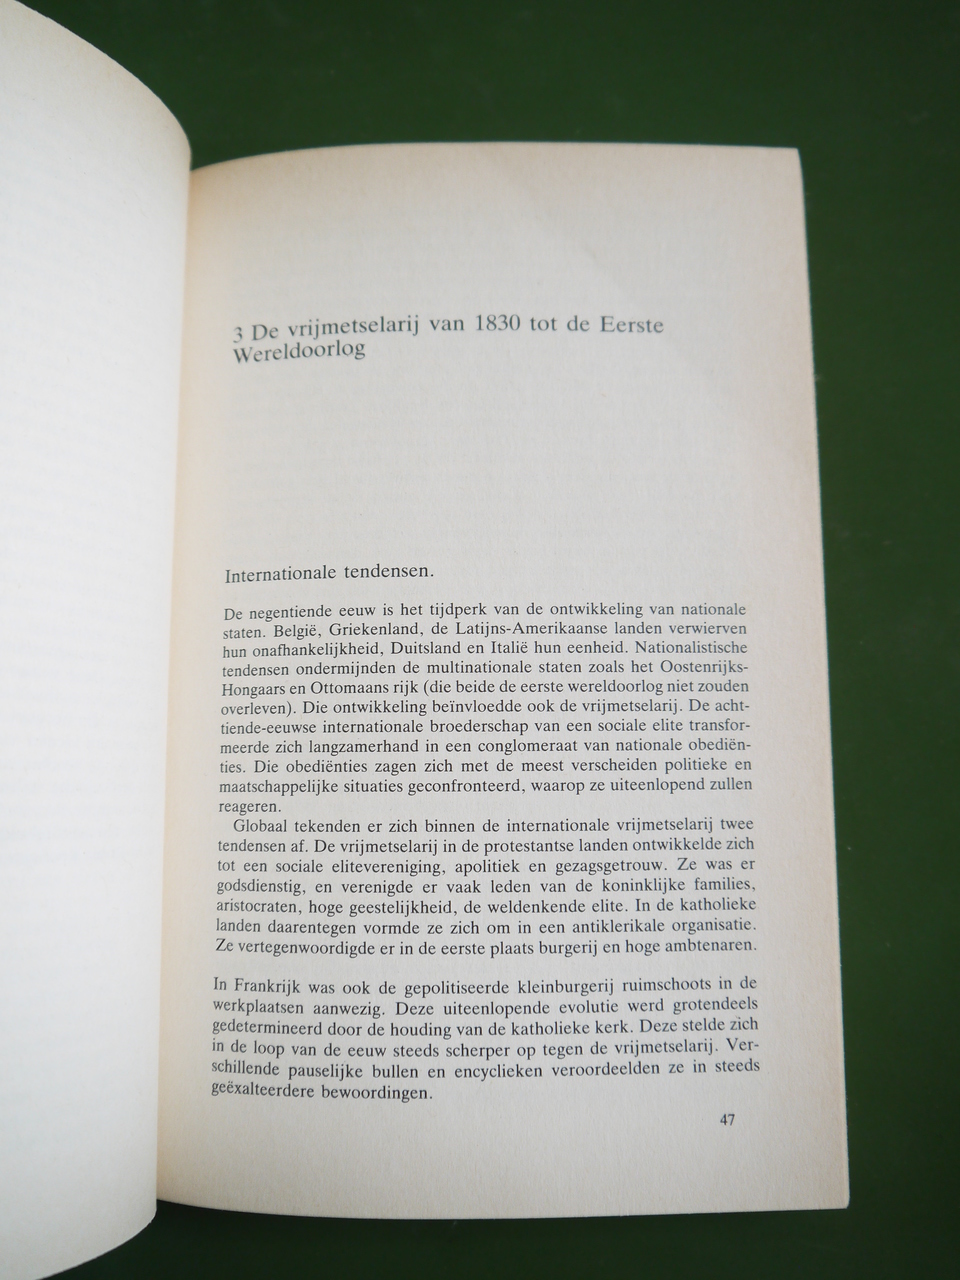 3 De vrijmetselarij van 1830 tot de Eerste
Wereldoorlog
Internationale tendensen.
De negentiende eeuw is het tijdperk van de ontwikkeling van nationale
staten. België, Griekenland, de Latijns-Amerikaanse landen verwierven
hun onafhankelijkheid, Duitsland en Italië hun eenheid. Nationalistische
tendensen ondermijnden de multinationale staten zoals het Oostenrijks-
Hongaars en Ottomaans rijk (die beide de eerste wereldoorlog niet zouden
overleven). Die ontwikkeling beïnvloedde ook de vrijmetselarij. De acht-
tiende-eeuwse internationale broederschap van een sociale elite transfor-
meerde zich langzamerhand in een conglomeraat van nationale obediën-
ties. Die obediënties zagen zich met de meest verscheiden politieke en
maatschappelijke situaties geconfronteerd, waarop ze uiteenlopend zullen
reageren.
Globaal tekenden er zich binnen de internationale vrijmetselarij twee
tendensen af. De vrijmetselarij in de protestantse landen ontwikkelde zich
tot een sociale elitevereniging, apolitiek en gezagsgetrouw. Ze was er
godsdienstig, en verenigde er vaak leden van de koninklijke families,
aristocraten, hoge geestelijkheid, de weldenkende elite. In de katholieke
landen daarentegen vormde ze zich om in een antiklerikale organisatie.
Ze vertegenwoordigde er in de eerste plaats burgerij en hoge ambtenaren.
In Frankrijk was ook de gepolitiseerde kleinburgerij ruimschoots in de
werkplaatsen aanwezig. Deze uiteenlopende evolutie werd grotendeels
gedetermineerd door de houding van de katholieke kerk. Deze stelde zich
in de loop van de eeuw steeds scherper op tegen de vrijmetselarij. Ver-
schillende pauselijke bullen en encyclieken veroordeelden ze in steeds
geëxalteerdere bewoordingen.
47